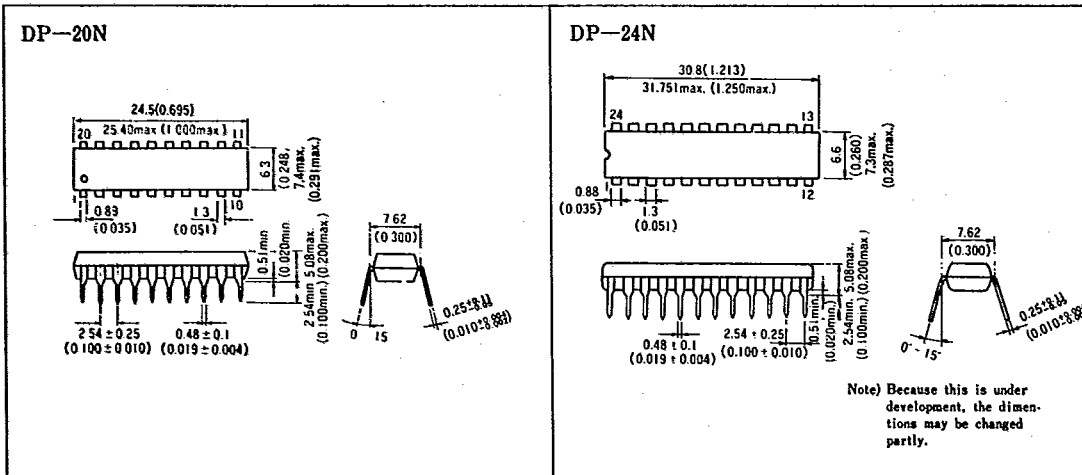 DP—20N
24.5(0.695)
25.40max (1.000max.)
20
11
1
10
6.3
(0.248,
7.4max,
(0.291max.)
0.89
(0.035)
1.3
(0.051)
0.51min
(0.020min.)
2.54min 5.08max.
(0.100min.)(0.200max.)
7.62
(0.300)
0
15
2.54 ± 0.25
(0.100 ± 0.010)
0.48 ± 0.1
(0.019 ± 0.004)
DP—24N
30.8(1.213)
31.751max. (1.250max.)
24
13
1
12
6.6
(0.260)
7.3max.
(0.287max.)
0.88
(0.035)
1.3
(0.051)
0.51min.
(0.020min.)
2.54min. 5.08max.
(0.100min.)(0.200max.)
7.62
(0.300)
0° - 15°
0.48 ± 0.1
(0.019 ± 0.004)
2.54 ± 0.25
(0.100 ± 0.010)
Note) Because this is under
development, the dimen-
tions may be changed
partly.